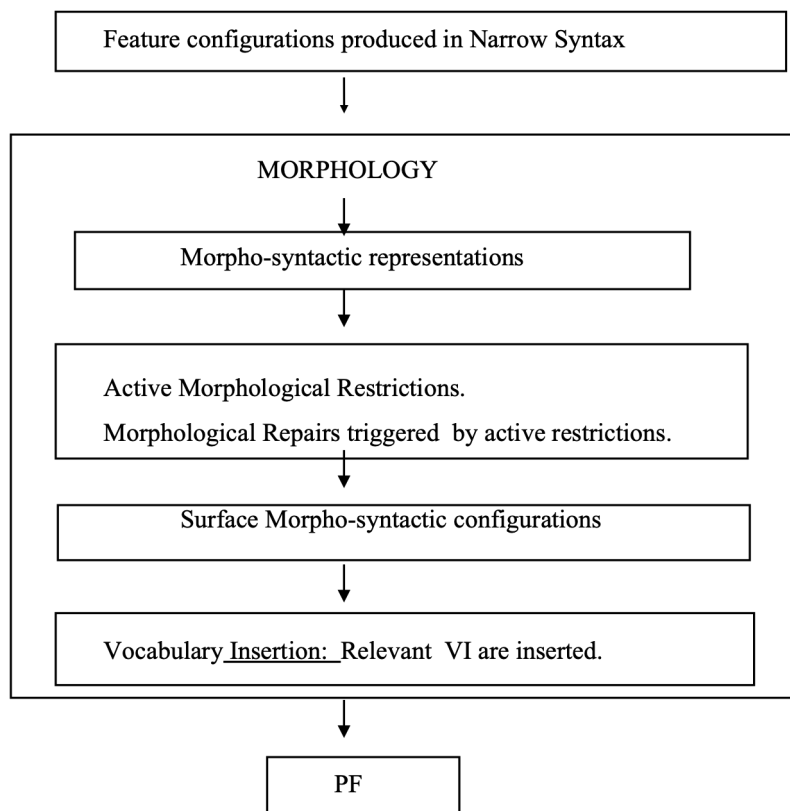 Feature configurations produced in Narrow Syntax
MORPHOLOGY
Morpho-syntactic representations
Active Morphological Restrictions.
Morphological Repairs triggered by active restrictions.
Surface Morpho-syntactic configurations
Vocabulary Insertion: Relevant VI are inserted.
PF